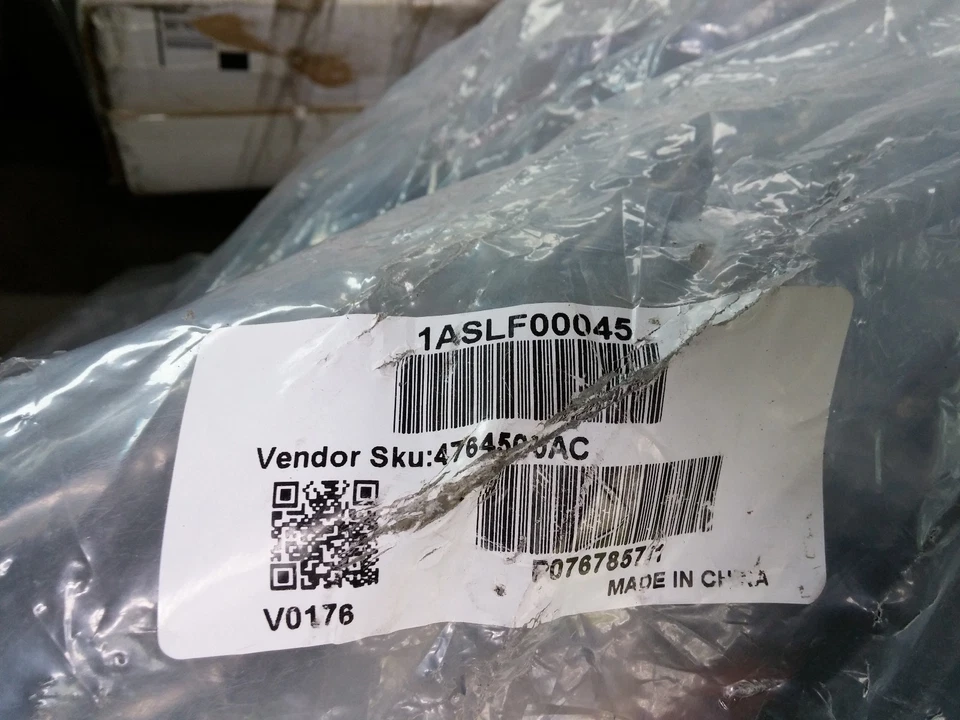 1ASLF00045
Vendor Sku:
V0176
MADE IN CHINA